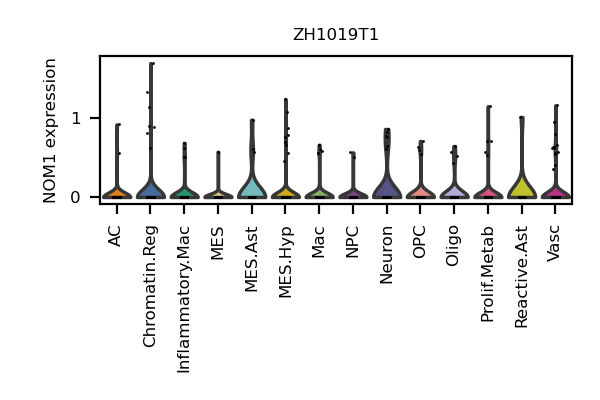 ZH1019T1
NOM1 expression
1
0
AC
Chromatin.Reg
Inflammatory.Mac
MES
MES.Ast
MES.Hyp
Mac
NPC
Neuron
OPC
Oligo
Prolif.Metab
Reactive.Ast
Vasc